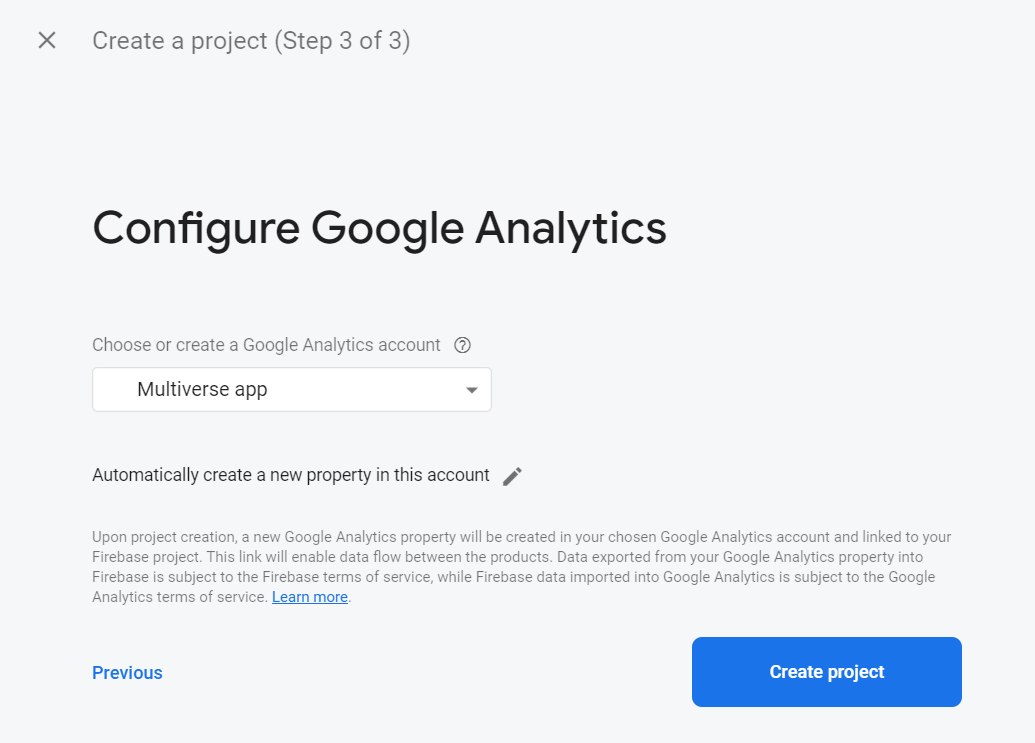 Create a project (Step 3 of 3)
Configure Google Analytics
Choose or create a Google Analytics account
Multiverse app
Automatically create a new property in this account
Upon project creation, a new Google Analytics property will be created in your chosen Google Analytics account and linked to your
Firebase project. This link will enable data flow between the products. Data exported from your Google Analytics property into
Firebase is subject to the Firebase terms of service, while Firebase data imported into Google Analytics is subject to the Google
Analytics terms of service. Learn more.
Previous
Create project